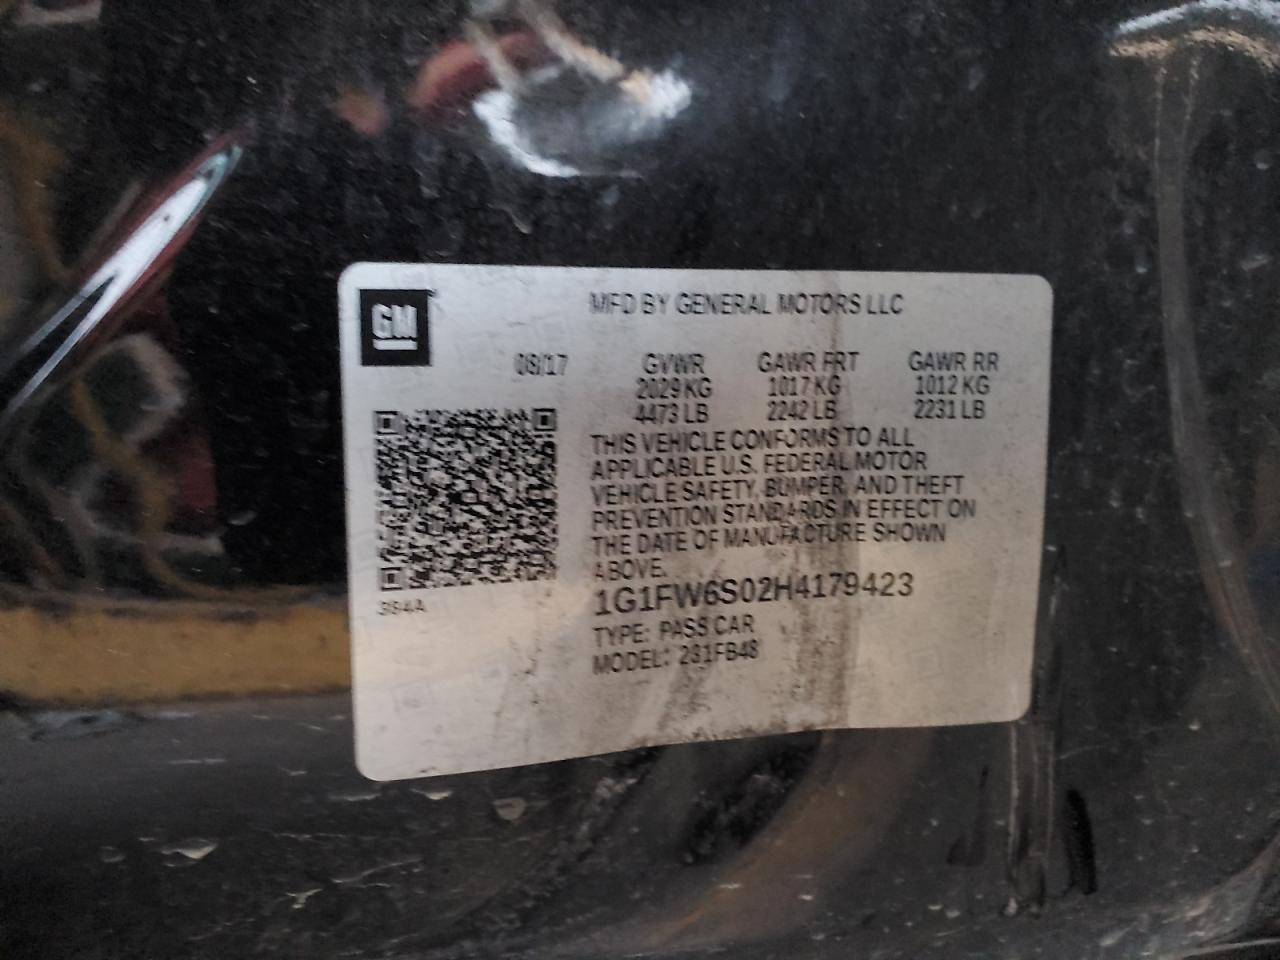 GM
MFD BY GENERAL MOTORS LLC
08/17 GVWR GAWR FRT GAWR RR
2029 KG 1017 KG 1012 KG
4473 LB 2242 LB 2231 LB
THIS VEHICLE CONFORMS TO ALL
APPLICABLE U.S. FEDERAL MOTOR
VEHICLE SAFETY, BUMPER, AND THEFT
PREVENTION STANDARDS IN EFFECT ON
THE DATE OF MANUFACTURE SHOWN
ABOVE.
1G1FW6S02H4179423
TYPE: PASS CAR
MODEL: